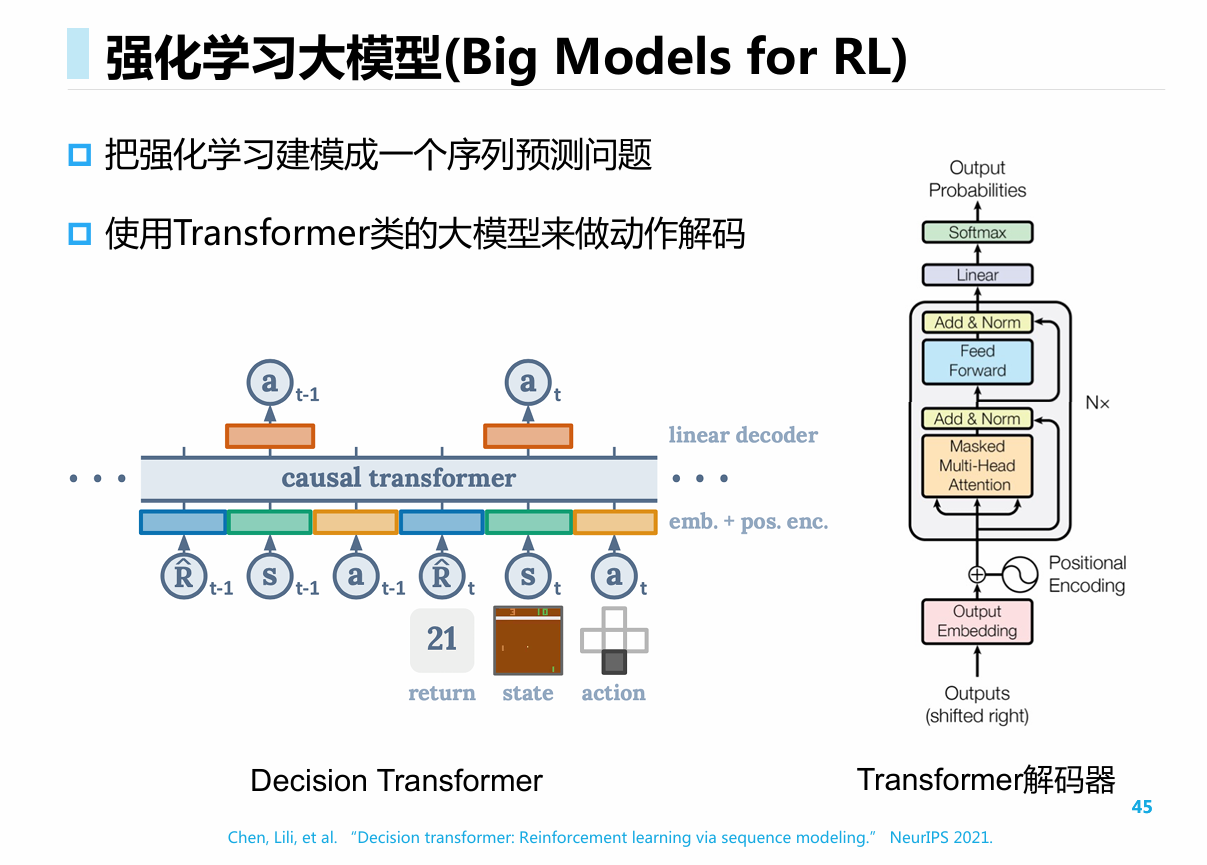 强化学习大模型(Big Models for RL)
把强化学习建模成一个序列预测问题
使用Transformer类的大模型来做动作解码
a t-1
a t
linear decoder
causal transformer
emb. + pos. enc.
R̂ t-1
s t-1
a t-1
R̂ t
s t
a t
21
3 10
return
state
action
Decision Transformer
Output
Probabilities
Softmax
Linear
Add & Norm
Feed
Forward
Add & Norm
Masked
Multi-Head
Attention
N×
Positional
Encoding
Output
Embedding
Outputs
(shifted right)
Transformer解码器
45
Chen, Lili, et al. “Decision transformer: Reinforcement learning via sequence modeling.” NeurIPS 2021.